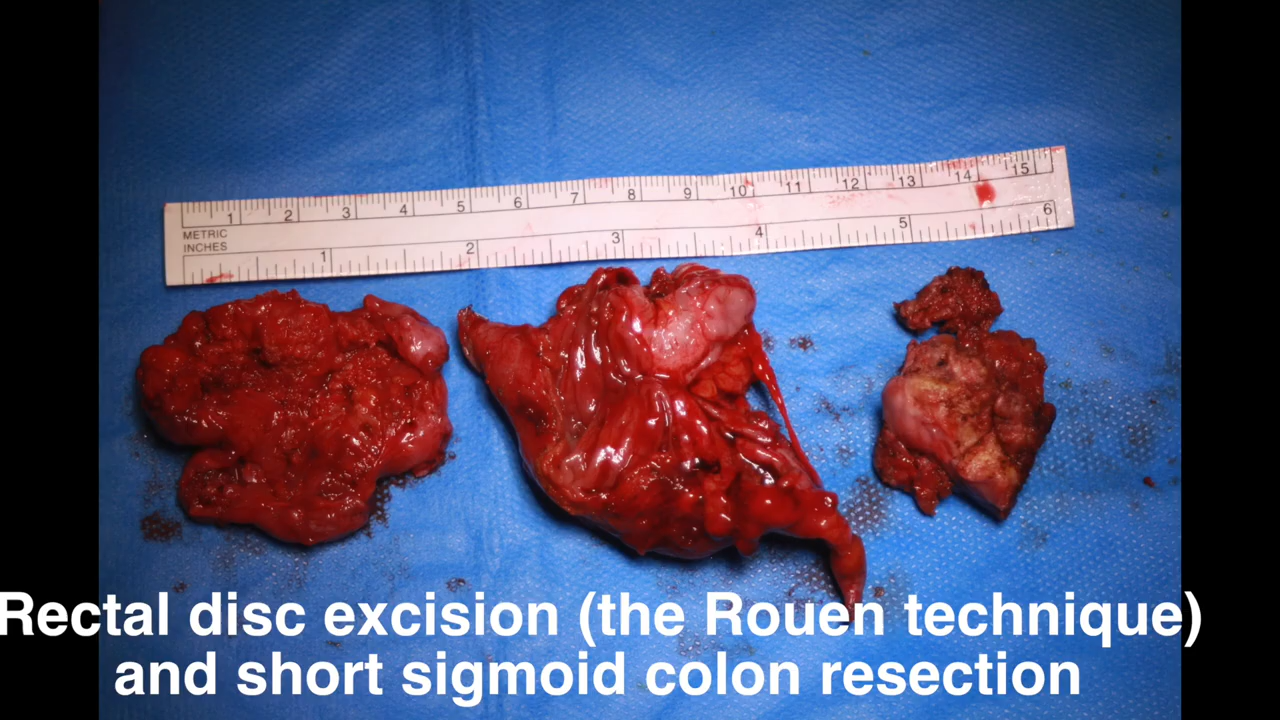 1 2 3 4 5 6 7 8 9 10 11 12 13 14 15
METRIC
INCHES
1 2 3 4 5 6
Rectal disc excision (the Rouen technique)
and short sigmoid colon resection